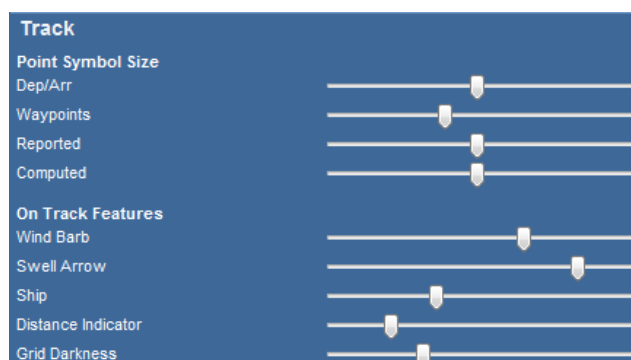 Track
Point Symbol Size
Dep/Arr
Waypoints
Reported
Computed
On Track Features
Wind Barb
Swell Arrow
Ship
Distance Indicator
Grid Darkness